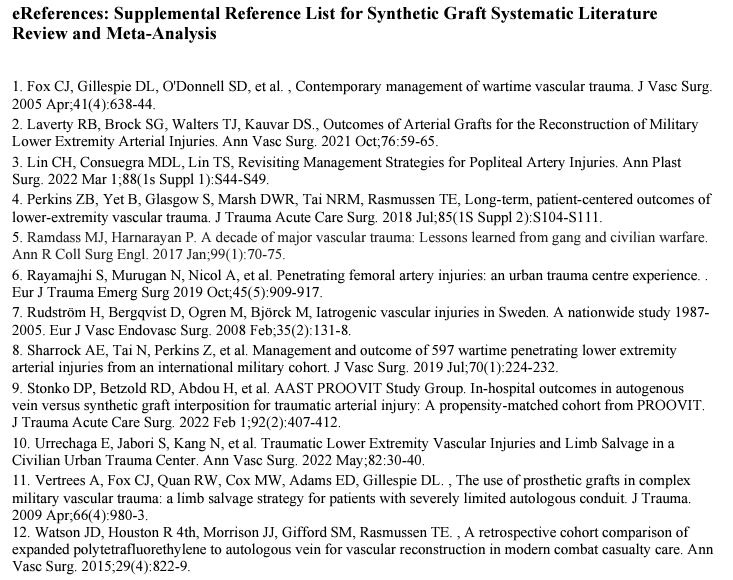 eReferences: Supplemental Reference List for Synthetic Graft Systematic Literature
Review and Meta-Analysis
1. Fox CJ, Gillespie DL, O'Donnell SD, et al. , Contemporary management of wartime vascular trauma. J Vasc Surg.
2005 Apr;41(4):638-44.
2. Laverty RB, Brock SG, Walters TJ, Kauvar DS., Outcomes of Arterial Grafts for the Reconstruction of Military
Lower Extremity Arterial Injuries. Ann Vasc Surg. 2021 Oct;76:59-65.
3. Lin CH, Consuegra MDL, Lin TS, Revisiting Management Strategies for Popliteal Artery Injuries. Ann Plast
Surg. 2022 Mar 1;88(1s Suppl 1):S44-S49.
4. Perkins ZB, Yet B, Glasgow S, Marsh DWR, Tai NRM, Rasmussen TE, Long-term, patient-centered outcomes of
lower-extremity vascular trauma. J Trauma Acute Care Surg. 2018 Jul;85(1S Suppl 2):S104-S111.
5. Ramdass MJ, Harnarayan P. A decade of major vascular trauma: Lessons learned from gang and civilian warfare.
Ann R Coll Surg Engl. 2017 Jan;99(1):70-75.
6. Rayamajhi S, Murugan N, Nicol A, et al. Penetrating femoral artery injuries: an urban trauma centre experience. .
Eur J Trauma Emerg Surg 2019 Oct;45(5):909-917.
7. Rudström H, Bergqvist D, Ogren M, Björck M, Iatrogenic vascular injuries in Sweden. A nationwide study 1987-
2005. Eur J Vasc Endovasc Surg. 2008 Feb;35(2):131-8.
8. Sharrock AE, Tai N, Perkins Z, et al. Management and outcome of 597 wartime penetrating lower extremity
arterial injuries from an international military cohort. J Vasc Surg. 2019 Jul;70(1):224-232.
9. Stonko DP, Betzold RD, Abdou H, et al. AAST PROOVIT Study Group. In-hospital outcomes in autogenous
vein versus synthetic graft interposition for traumatic arterial injury: A propensity-matched cohort from PROOVIT.
J Trauma Acute Care Surg. 2022 Feb 1;92(2):407-412.
10. Urrechaga E, Jabori S, Kang N, et al. Traumatic Lower Extremity Vascular Injuries and Limb Salvage in a
Civilian Urban Trauma Center. Ann Vasc Surg. 2022 May;82:30-40.
11. Vertrees A, Fox CJ, Quan RW, Cox MW, Adams ED, Gillespie DL. , The use of prosthetic grafts in complex
military vascular trauma: a limb salvage strategy for patients with severely limited autologous conduit. J Trauma.
2009 Apr;66(4):980-3.
12. Watson JD, Houston R 4th, Morrison JJ, Gifford SM, Rasmussen TE. , A retrospective cohort comparison of
expanded polytetrafluorethylene to autologous vein for vascular reconstruction in modern combat casualty care. Ann
Vasc Surg. 2015;29(4):822-9.